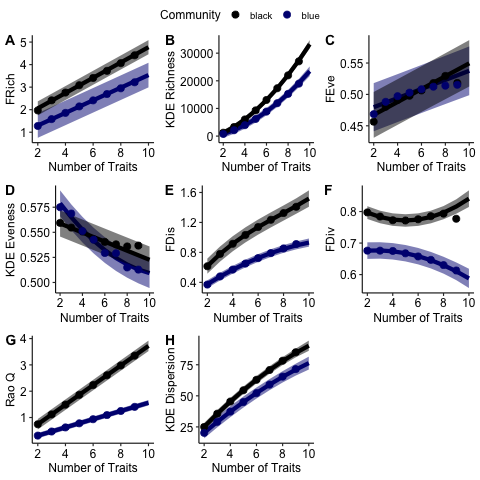 Community black blue
A B C
FRich
5
4
3
2
1
2 4 6 8 10
Number of Traits
KDE Richness
30000
20000
10000
0
2 4 6 8 10
Number of Traits
FEve
0.55
0.50
0.45
2 4 6 8 10
Number of Traits
D E F
KDE Eveness
0.575
0.550
0.525
0.500
2 4 6 8 10
Number of Traits
FDis
1.6
1.2
0.8
0.4
2 4 6 8 10
Number of Traits
FDiv
0.8
0.7
0.6
2 4 6 8 10
Number of Traits
G H
Rao Q
4
3
2
1
2 4 6 8 10
Number of Traits
KDE Dispersion
75
50
25
2 4 6 8 10
Number of Traits